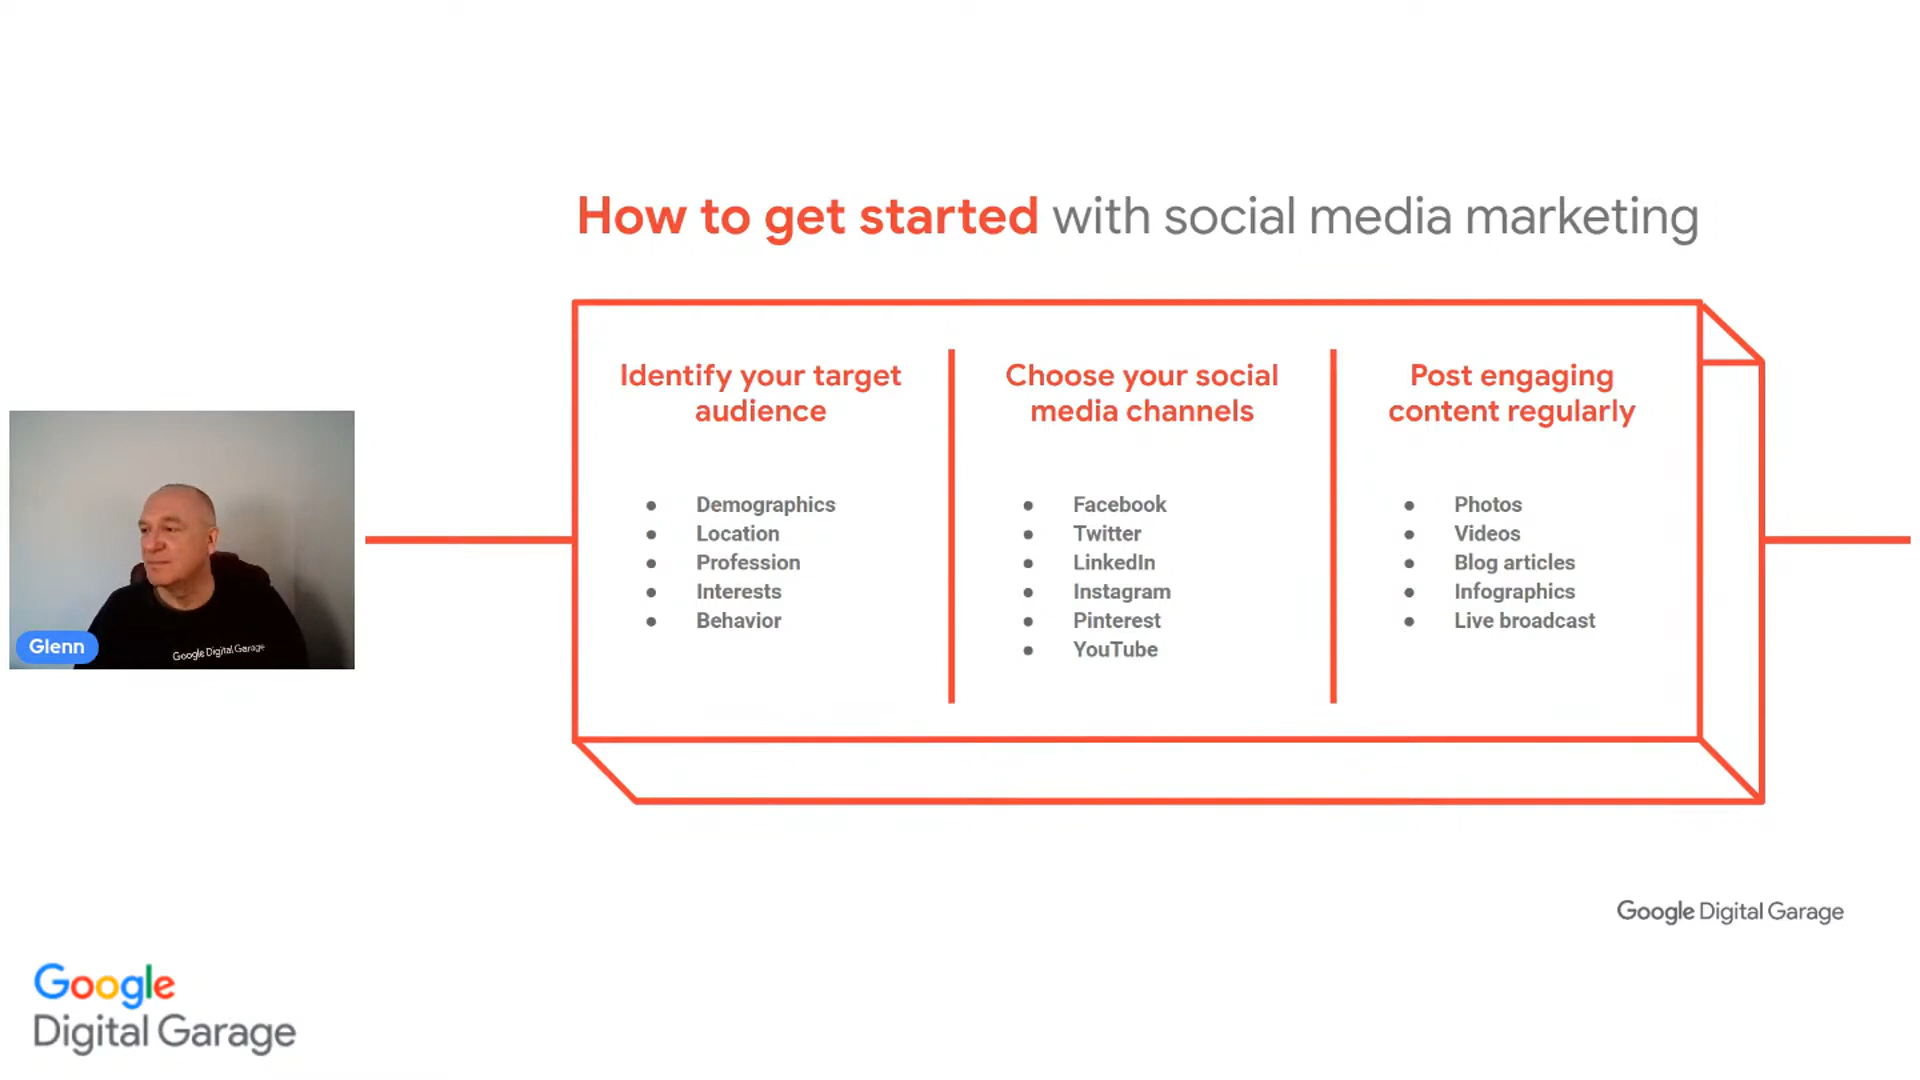 How to get started with social media marketing
Identify your target
audience
Demographics
Location
Profession
Interests
Behavior
Choose your social
media channels
Facebook
Twitter
LinkedIn
Instagram
Pinterest
YouTube
Post engaging
content regularly
Photos
Videos
Blog articles
Infographics
Live broadcast
Glenn
Google Digital Garage
Google Digital Garage
Google
Digital Garage